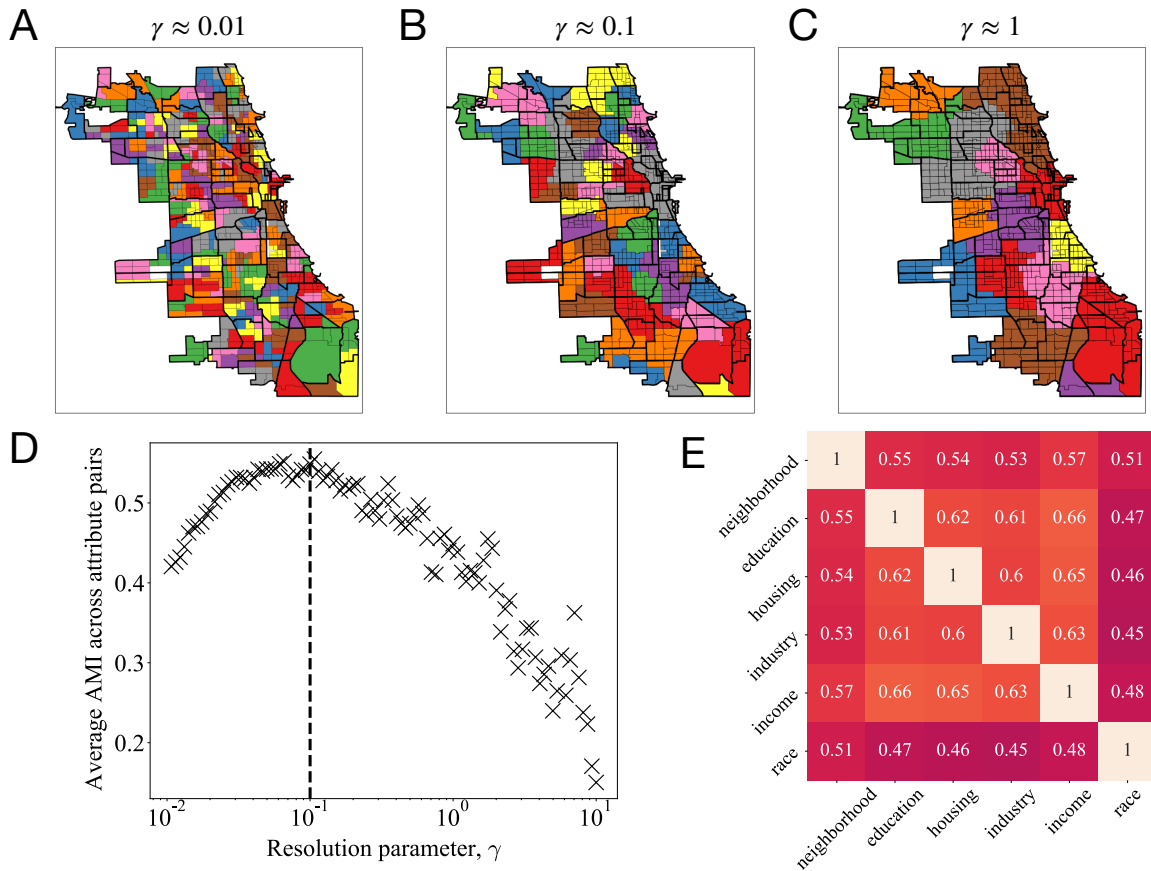 A
γ ≈ 0.01
B
γ ≈ 0.1
C
γ ≈ 1
D
Average AMI across attribute pairs
0.5
0.4
0.3
0.2
10⁻²
10⁻¹
10⁰
10¹
Resolution parameter, γ
E
neighborhood
1 0.55 0.54 0.53 0.57 0.51
education
0.55 1 0.62 0.61 0.66 0.47
housing
0.54 0.62 1 0.6 0.65 0.46
industry
0.53 0.61 0.6 1 0.63 0.45
income
0.57 0.66 0.65 0.63 1 0.48
race
0.51 0.47 0.46 0.45 0.48 1
neighborhood
education
housing
industry
income
race